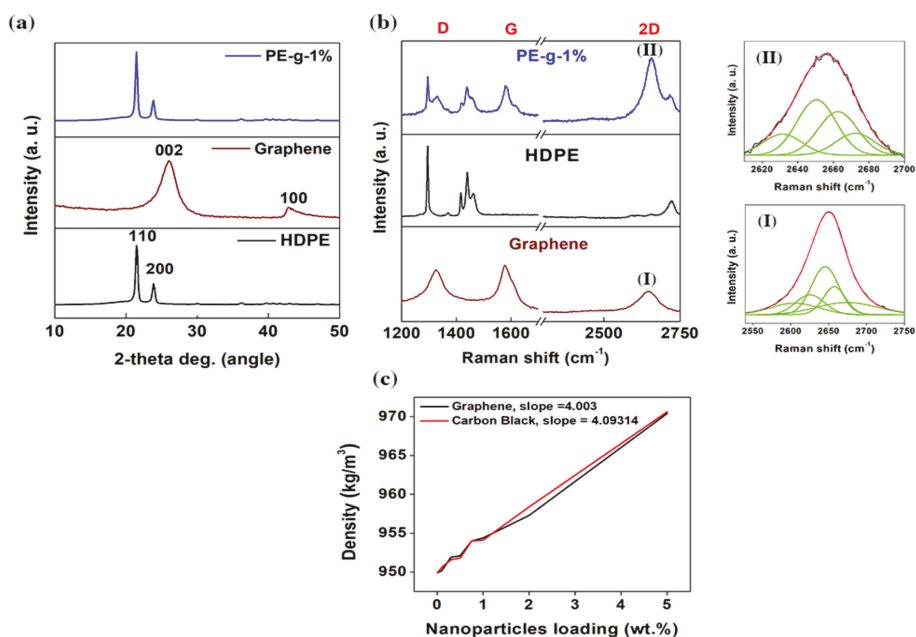 (a)
PE-g-1%
Graphene
002
100
110
200
HDPE
Intensity (a. u.)
10 20 30 40 50
2-theta deg. (angle)
(b)
D G 2D
(II)
PE-g-1%
HDPE
Graphene
(I)
Intensity (a. u.)
1200 1400 1600 2500 2750
Raman shift (cm-1)
(II)
Intensity (a. u.)
2620 2640 2660 2680 2700
Raman shift (cm-1)
(I)
Intensity (a. u.)
2550 2600 2650 2700 2750
Raman shift (cm-1)
(c)
Graphene, slope =4.003
Carbon Black, slope = 4.09314
970
965
960
955
950
Density (kg/m3)
0 1 2 3 4 5
Nanoparticles loading (wt.%)